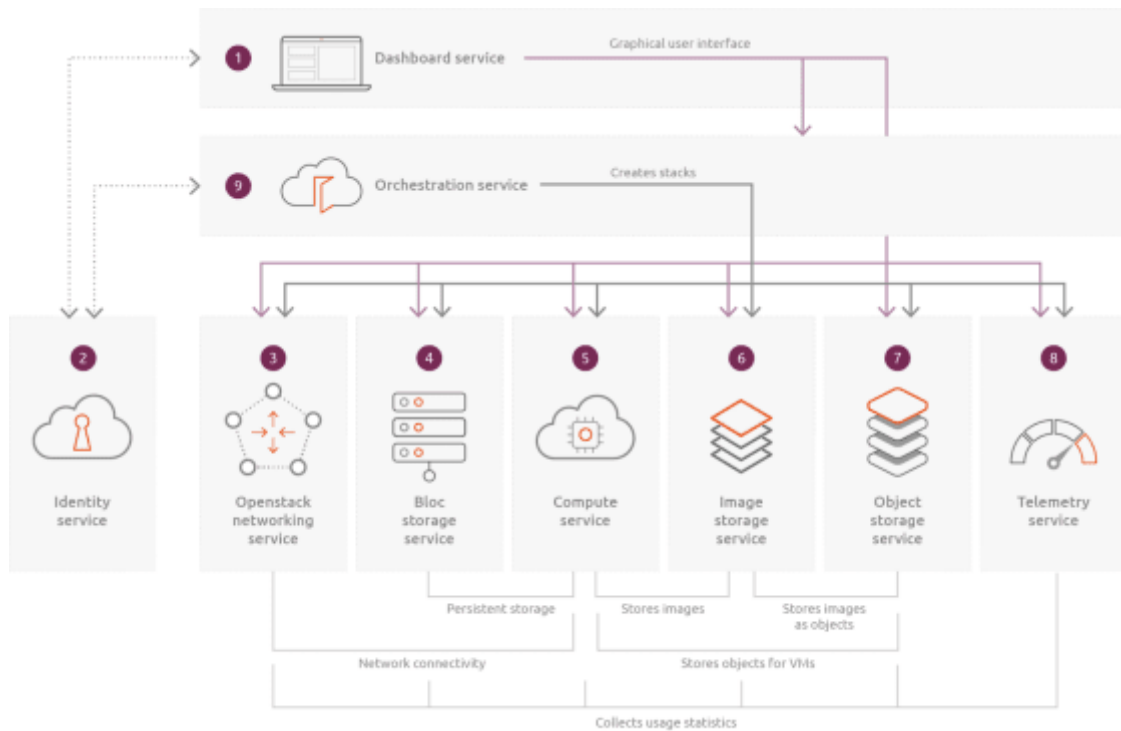 1
Dashboard service
Graphical user interface
9
Orchestration service
Creates stacks
2
Identity
service
3
Openstack
networking
service
4
Bloc
storage
service
5
Compute
service
6
Image
storage
service
7
Object
storage
service
8
Telemetry
service
Persistent storage
Stores images
Stores images
as objects
Network connectivity
Stores objects for VMs
Collects usage statistics